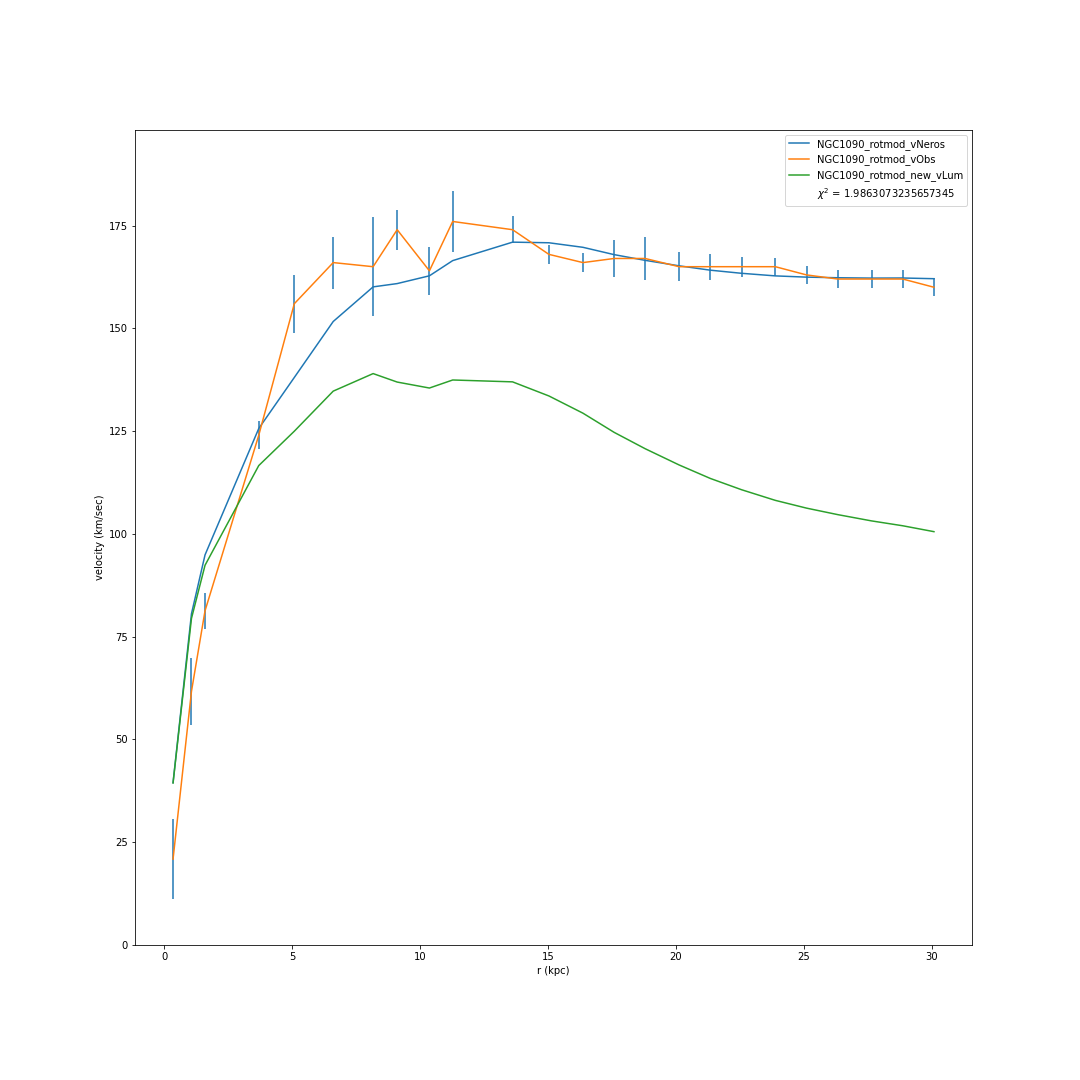 NGC1090_rotmod_vNeros
NGC1090_rotmod_vObs
NGC1090_rotmod_new_vLum
χ² = 1.9863073235657345
175
150
125
100
75
50
25
0
velocity (km/sec)
0 5 10 15 20 25 30
r (kpc)